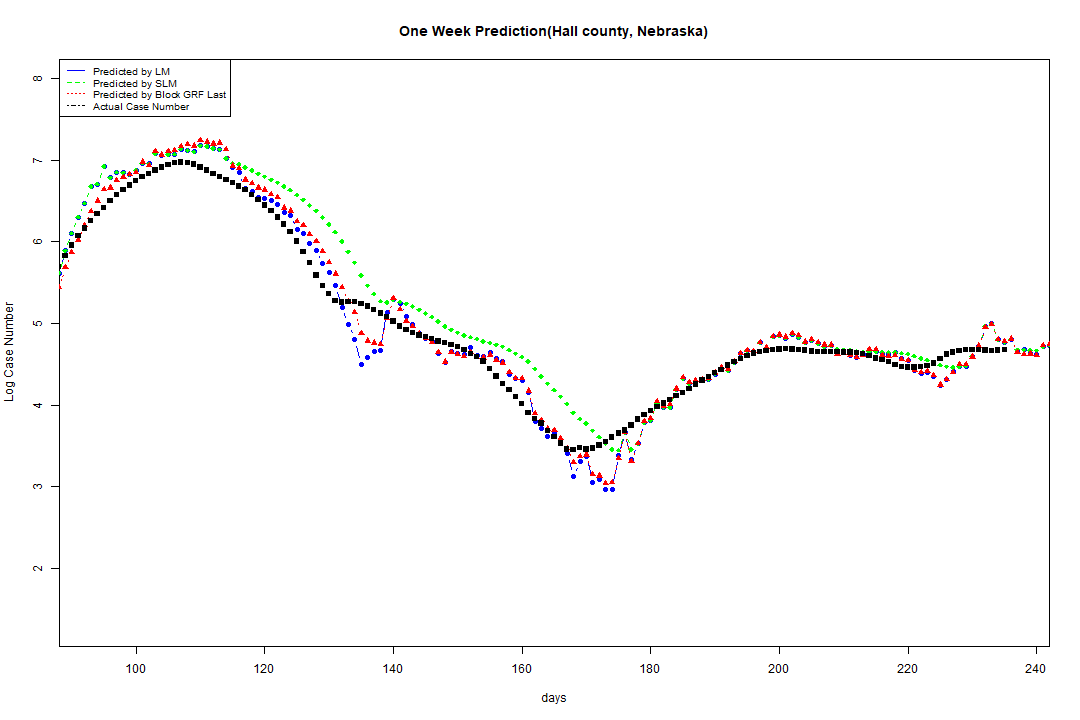 One Week Prediction(Hall county, Nebraska)
Predicted by LM
Predicted by SLM
Predicted by Block GRF Last
Actual Case Number
8
7
6
5
4
3
2
Log Case Number
100 120 140 160 180 200 220 240
days